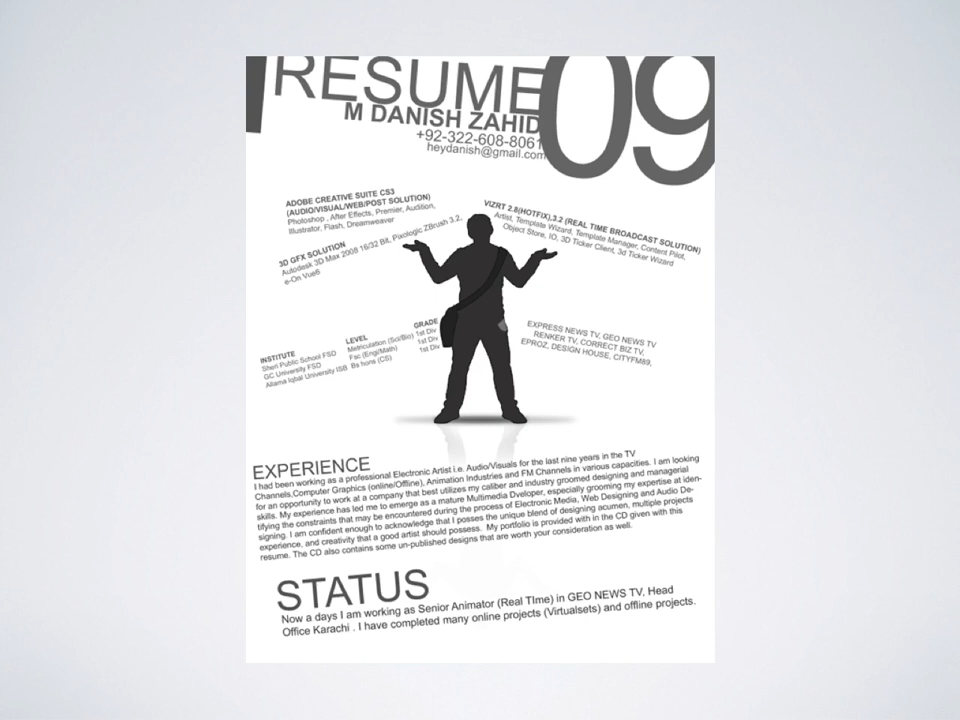 RESUME 09
M DANISH ZAHID
+92-322-608-8061
heydanish@gmail.com
ADOBE CREATIVE SUITE CS3
(AUDIO/VISUAL/WEB/POST SOLUTION)
Photoshop , After Effects, Premier, Audition,
Illustrator, Flash, Dreamweaver
3D GFX SOLUTION
Autodesk 3D Max 2008 16/32 Bit, Pixologic ZBrush 3.2,
e-On Vue6
VIZRT 2.8(HOTFIX),3.2 (REAL TIME BROADCAST SOLUTION)
Artist, Template Wizard, Template Manager, Content Pilot,
Object Store, IO, 3D Ticker Client, 3d Ticker Wizard
INSTITUTE LEVEL GRADE
Sherl Public School FSD Metriculation (Sci/Bio) 1st Div
GC University FSD Fsc (Eng/Math) 1st Div
Allama Iqbal University ISB Bs hons (CS) 1st Div
EXPRESS NEWS TV, GEO NEWS TV
RENKER TV, CORRECT BIZ TV,
EPROZ, DESIGN HOUSE, CITYFM89,
EXPERIENCE
I had been working as a professional Electronic Artist i.e. Audio/Visuals for the last nine years in the TV
Channels,Computer Graphics (online/Offline), Animation Industries and FM Channels in various capacities. I am looking
for an opportunity to work at a company that best utilizes my caliber and industry groomed designing and managerial
skills. My experience has led me to emerge as a mature Multimedia Dveloper, especially grooming my expertise at iden-
tifying the constraints that may be encountered during the process of Electronic Media, Web Designing and Audio De-
signing. I am confident enough to acknowledge that I posses the unique blend of designing acumen, multiple projects
experience, and creativity that a good artist should possess. My portfolio is provided with in the CD given with this
resume. The CD also contains some un-published designs that are worth your consideration as well.
STATUS
Now a days I am working as Senior Animator (Real TIme) in GEO NEWS TV, Head
Office Karachi . I have completed many online projects (Virtualsets) and offline projects.